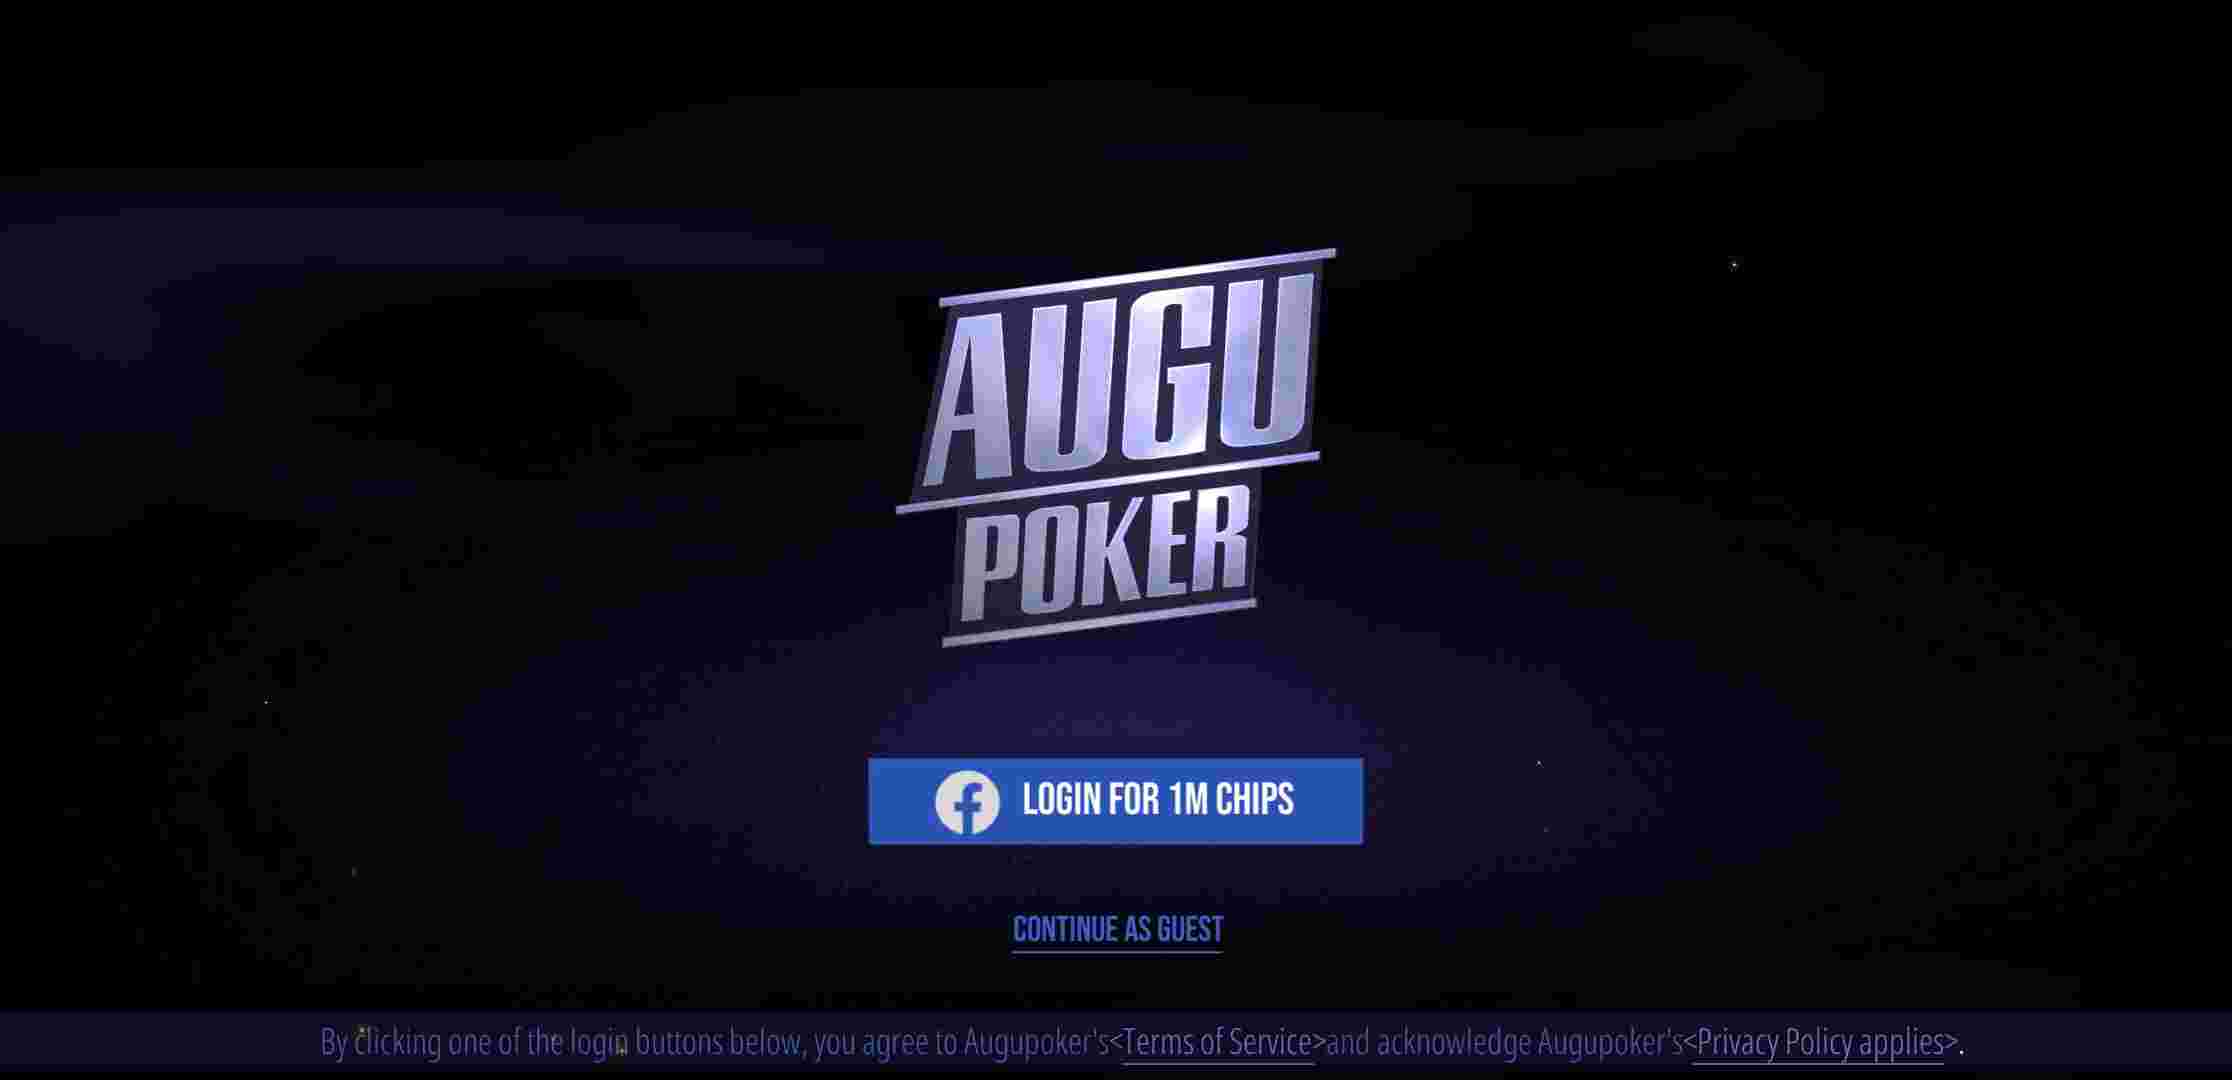 AUGU
POKER
LOGIN FOR 1M CHIPS
CONTINUE AS GUEST
By clicking one of the login buttons below, you agree to Augupoker's<Terms of Service>and acknowledge Augupoker's<Privacy Policy applies>.